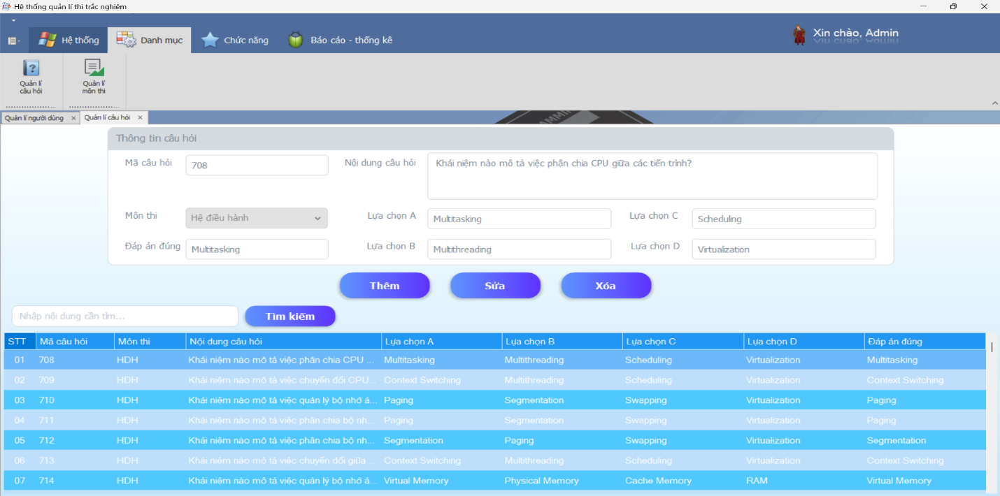 Hệ thống quản lí thi trắc nghiệm
Hệ thống Danh mục Chức năng Báo cáo - thống kê
Xin chào, Admin
Quản lí câu hỏi
Quản lí môn thi
Quản lí người dùng × Quản lí câu hỏi ×
Thông tin câu hỏi
Mã câu hỏi 708 Nội dung câu hỏi Khái niệm nào mô tả việc phân chia CPU giữa các tiến trình?
Môn thi Hệ điều hành Lựa chọn A Multitasking Lựa chọn C Scheduling
Đáp án đúng Multitasking Lựa chọn B Multithreading Lựa chọn D Virtualization
Thêm Sửa Xóa
Nhập nội dung cần tìm... Tìm kiếm
STT Mã câu hỏi Môn thi Nội dung câu hỏi Lựa chọn A Lựa chọn B Lựa chọn C Lựa chọn D Đáp án đúng
01 708 HDH Khái niệm nào mô tả việc phân chia CPU ... Multitasking Multithreading Scheduling Virtualization Multitasking
02 709 HDH Khái niệm nào mô tả việc chuyển đổi CPU... Context Switching Multithreading Scheduling Virtualization Context Switching
03 710 HDH Khái niệm nào mô tả việc quản lý bộ nhớ ả... Paging Segmentation Swapping Virtualization Paging
04 711 HDH Khái niệm nào mô tả việc phân chia bộ nh... Paging Segmentation Swapping Virtualization Paging
05 712 HDH Khái niệm nào mô tả việc phân chia bộ nh... Segmentation Paging Swapping Virtualization Segmentation
06 713 HDH Khái niệm nào mô tả việc chuyển đổi giữa ... Context Switching Multithreading Scheduling Virtualization Context Switching
07 714 HDH Khái niệm nào mô tả việc quản lý bộ nhớ ả... Virtual Memory Physical Memory Cache Memory RAM Virtual Memory